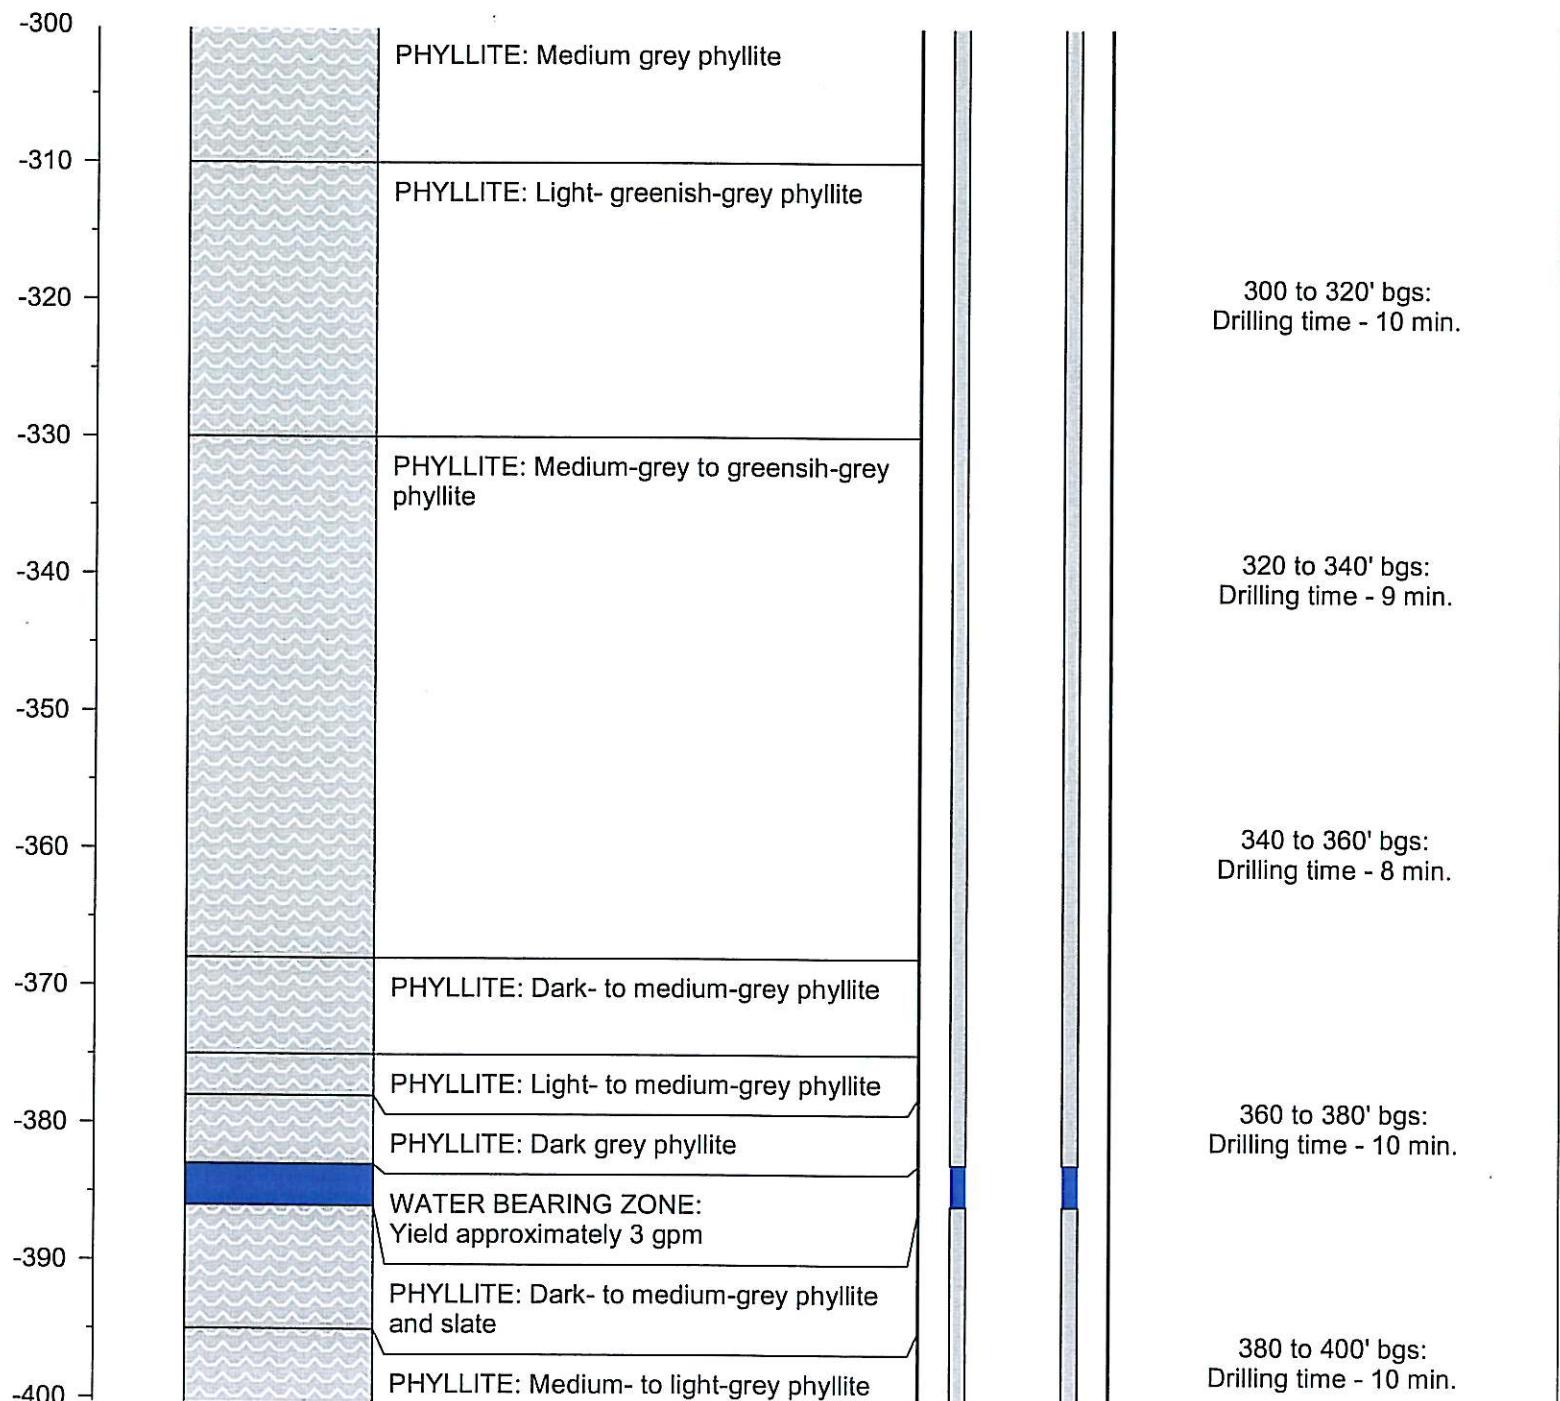 -300
PHYLLITE: Medium grey phyllite
-310
PHYLLITE: Light- greenish-grey phyllite
-320
300 to 320' bgs:
Drilling time - 10 min.
-330
PHYLLITE: Medium-grey to greensih-grey
phyllite
-340
320 to 340' bgs:
Drilling time - 9 min.
-350
-360
340 to 360' bgs:
Drilling time - 8 min.
-370
PHYLLITE: Dark- to medium-grey phyllite
PHYLLITE: Light- to medium-grey phyllite
-380
360 to 380' bgs:
Drilling time - 10 min.
PHYLLITE: Dark grey phyllite
WATER BEARING ZONE:
Yield approximately 3 gpm
-390
PHYLLITE: Dark- to medium-grey phyllite
and slate
380 to 400' bgs:
Drilling time - 10 min.
PHYLLITE: Medium- to light-grey phyllite
-400